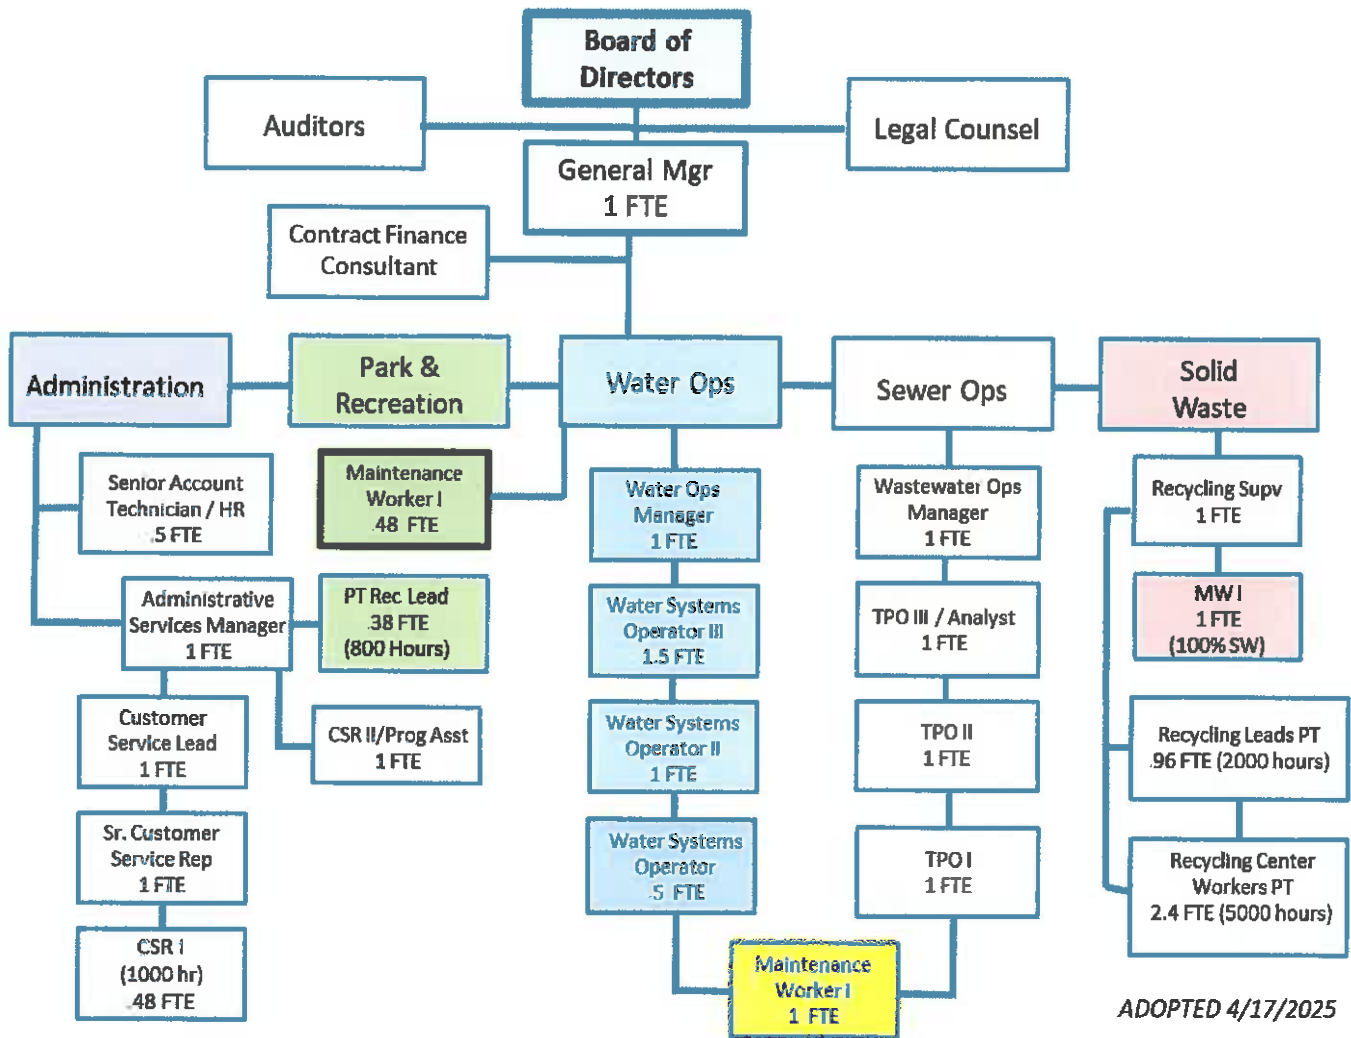 Board of
Directors
Auditors
Legal Counsel
General Mgr
1 FTE
Contract Finance
Consultant
Administration
Park &
Recreation
Water Ops
Sewer Ops
Solid
Waste
Senior Account
Technician / HR
.5 FTE
Maintenance
Worker I
.48 FTE
Water Ops
Manager
1 FTE
Wastewater Ops
Manager
1 FTE
Recycling Supv
1 FTE
Administrative
Services Manager
1 FTE
PT Rec Lead
.38 FTE
(800 Hours)
Water Systems
Operator III
1.5 FTE
TPO III / Analyst
1 FTE
MW I
1 FTE
(100% SW)
Customer
Service Lead
1 FTE
CSR II/Prog Asst
1 FTE
Water Systems
Operator II
1 FTE
TPO II
1 FTE
Recycling Leads PT
.96 FTE (2000 hours)
Sr. Customer
Service Rep
1 FTE
Water Systems
Operator
.5 FTE
TPO I
1 FTE
Recycling Center
Workers PT
2.4 FTE (5000 hours)
CSR I
(1000 hr)
.48 FTE
Maintenance
Worker I
1 FTE
ADOPTED 4/17/2025